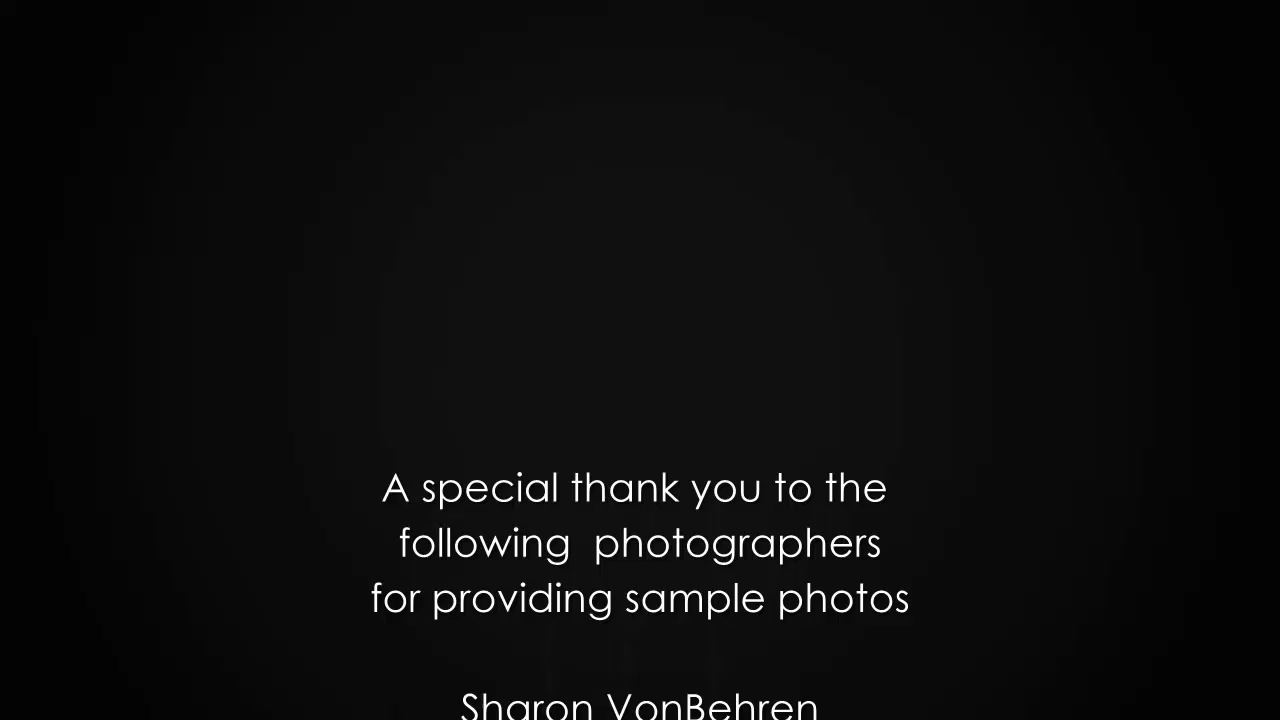 A special thank you to the
following  photographers
for providing sample photos
Sharon VonBehren